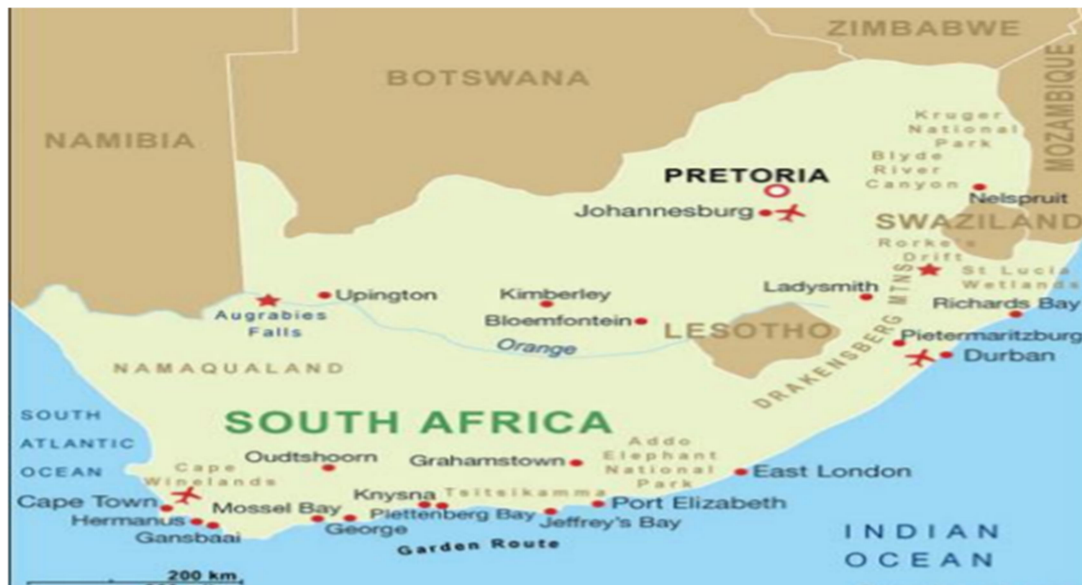 ZIMBABWE
BOTSWANA
NAMIBIA
MOZAMBIQUE
Kruger
National
Park
Blyde
River
Canyon
PRETORIA
Nelspruit
Johannesburg
SWAZILAND
Rorke's
Drift
St Lucia
Wetlands
Upington
Kimberley
Ladysmith
Richards Bay
Augrabies
Falls
Bloemfontein
LESOTHO
DRAKENSBERG MTNS
Pietermaritzburg
Orange
Durban
NAMAQUALAND
SOUTH
ATLANTIC
OCEAN
SOUTH AFRICA
Addo
Elephant
National
Park
Oudtshoorn
Grahamstown
East London
Cape
Winelands
Cape Town
Mossel Bay
Knysna
Tsitsikamma
Port Elizabeth
Hermanus
Gansbaai
George
Plettenberg Bay
Jeffrey's Bay
Garden Route
INDIAN
OCEAN
200 km